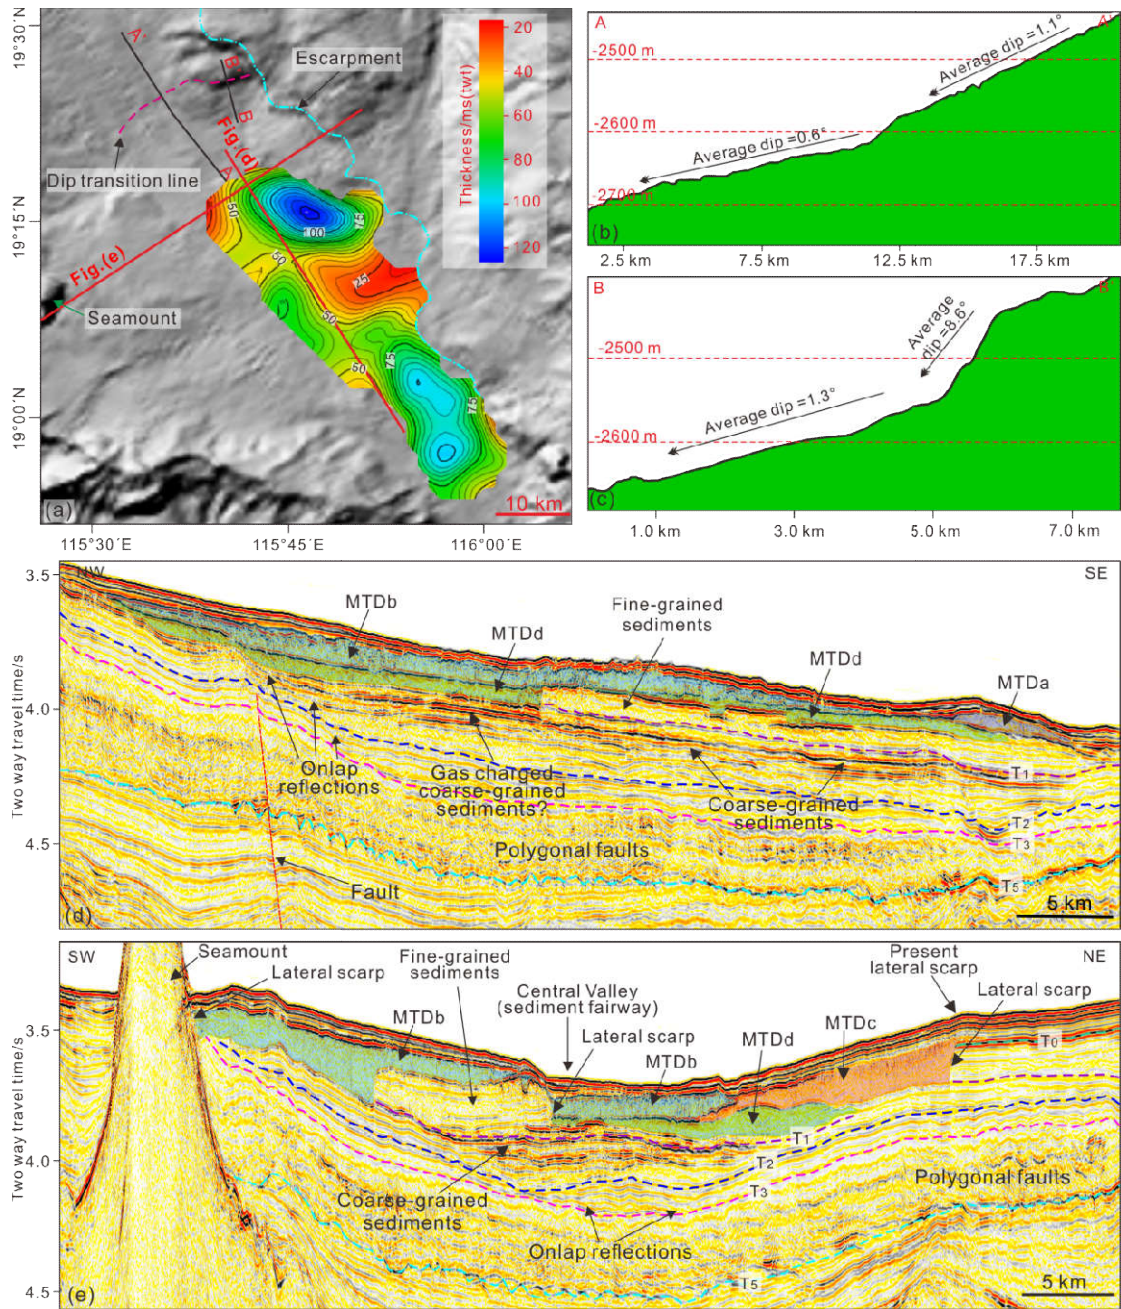 19°30′N
19°15′N
19°00′N
A'
B'
B
A
Escarpment
Dip transition line
Fig.(d)
Fig.(e)
Seamount
Thickness/ms(twt)
20
40
60
80
100
120
50
100
75
50
25
50
50
75
75
10 km
(a)
115°30′E
115°45′E
116°00′E
A
A'
-2500 m
-2600 m
-2700 m
Average dip =1.1°
Average dip =0.6°
(b)
2.5 km
7.5 km
12.5 km
17.5 km
B
B'
-2500 m
-2600 m
Average
dip =8.6°
Average dip =1.3°
(c)
1.0 km
3.0 km
5.0 km
7.0 km
NW
SE
3.5
4.0
4.5
Two way travel time/s
MTDb
Fine-grained
sediments
MTDd
MTDd
MTDa
Onlap
reflections
Gas charged
coarse-grained
sediments?
Coarse-grained
sediments
Polygonal faults
Fault
T1
T2
T3
T5
5 km
(d)
SW
NE
Seamount
Lateral scarp
Fine-grained
sediments
MTDb
Central Valley
(sediment fairway)
Lateral scarp
MTDb
MTDd
MTDc
Present
lateral scarp
Lateral scarp
T0
3.5
4.0
4.5
Two way travel time/s
T1
T2
T3
T5
Coarse-grained
sediments
Onlap reflections
Polygonal faults
5 km
(e)